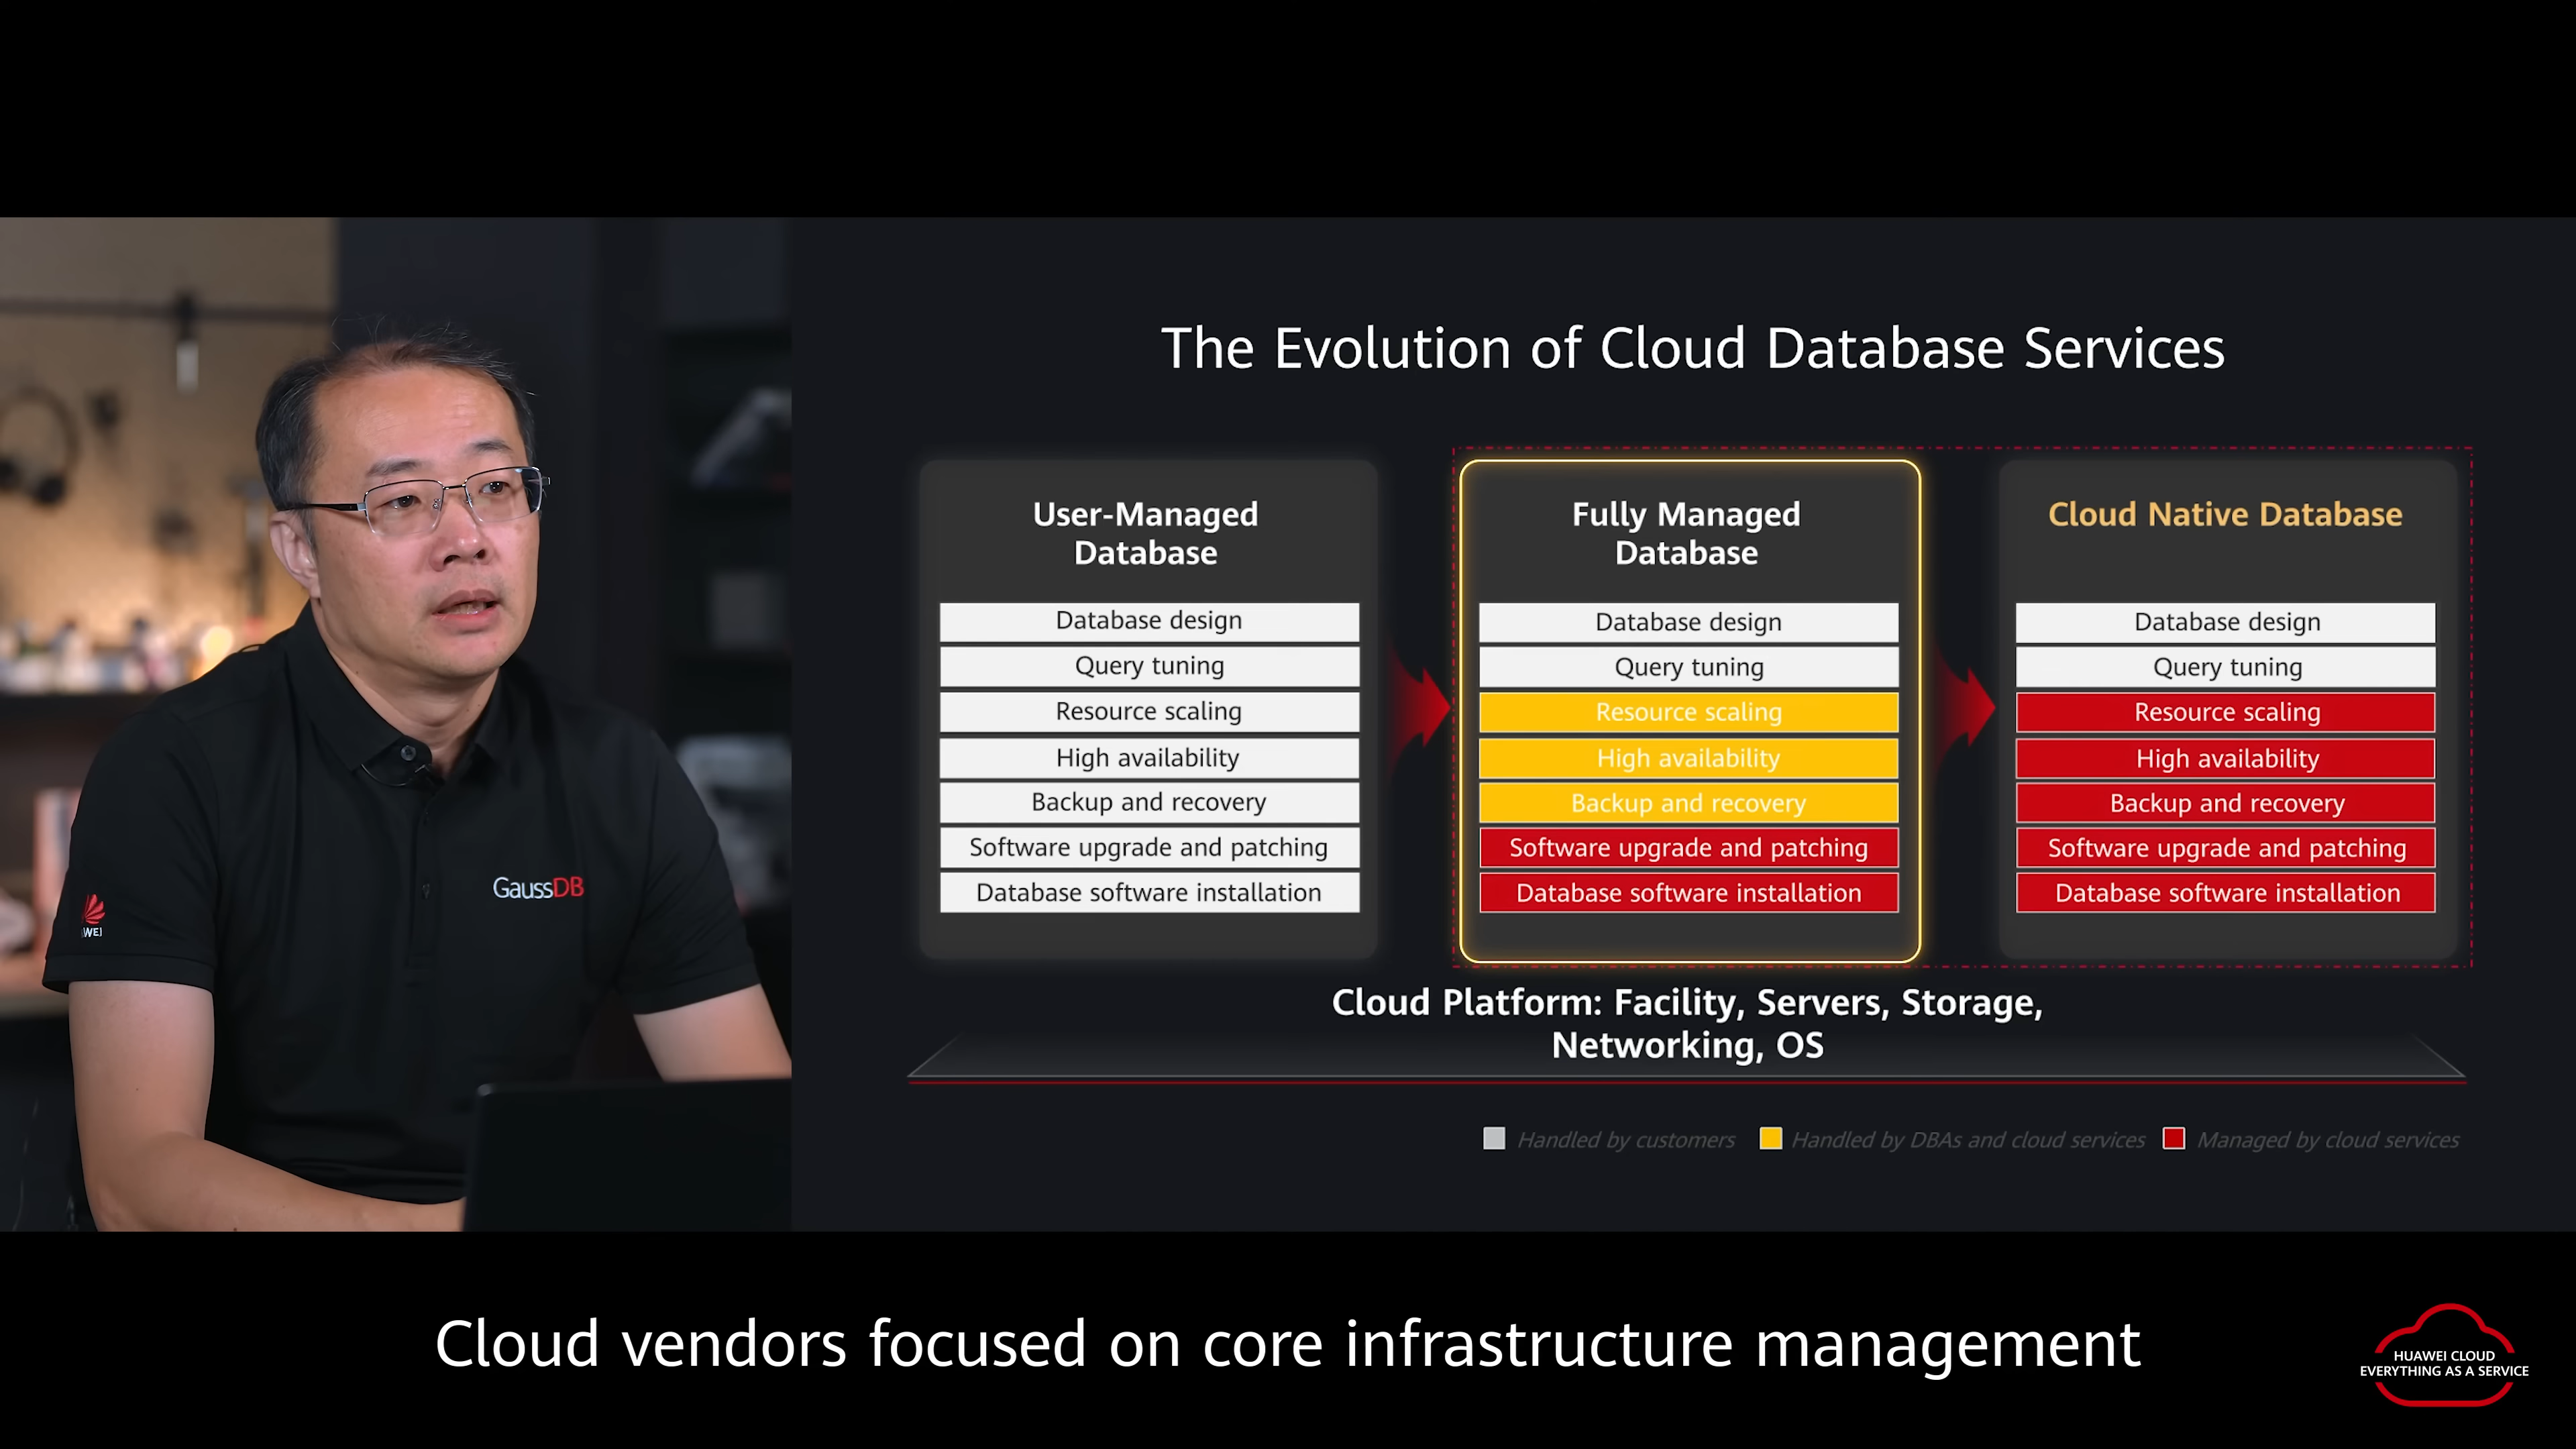 The Evolution of Cloud Database Services
User-Managed
Database
Database design
Query tuning
Resource scaling
High availability
Backup and recovery
Software upgrade and patching
Database software installation
Fully Managed
Database
Database design
Query tuning
Resource scaling
High availability
Backup and recovery
Software upgrade and patching
Database software installation
Cloud Native Database
Database design
Query tuning
Resource scaling
High availability
Backup and recovery
Software upgrade and patching
Database software installation
Cloud Platform: Facility, Servers, Storage,
Networking, OS
Handled by customers
Handled by DBAs and cloud services
Managed by cloud services
GaussDB
WEI
Cloud vendors focused on core infrastructure management
HUAWEI CLOUD
EVERYTHING AS A SERVICE